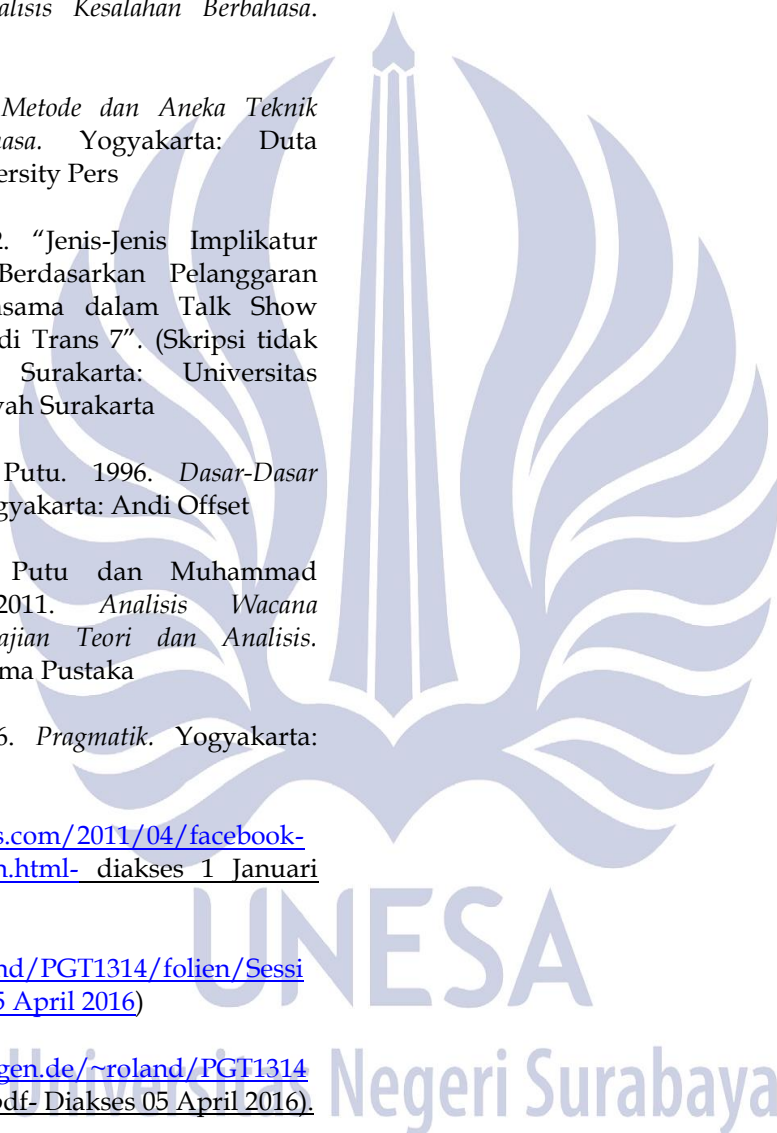 alisis Kesalahan Berbahasa.
Metode dan Aneka Teknik
hasa. Yogyakarta: Duta
ersity Pers
2. “Jenis-Jenis Implikatur
Berdasarkan Pelanggaran
asama dalam Talk Show
di Trans 7”. (Skripsi tidak
Surakarta: Universitas
yah Surakarta
Putu. 1996. Dasar-Dasar
gyakarta: Andi Offset
Putu dan Muhammad
2011. Analisis Wacana
ajian Teori dan Analisis.
ma Pustaka
6. Pragmatik. Yogyakarta:
s.com/2011/04/facebook-
n.html- diakses 1 Januari
nd/PGT1314/folien/Sessi
5 April 2016)
gen.de/~roland/PGT1314
pdf- Diakses 05 April 2016).
UNESA
Universitas Negeri Surabaya